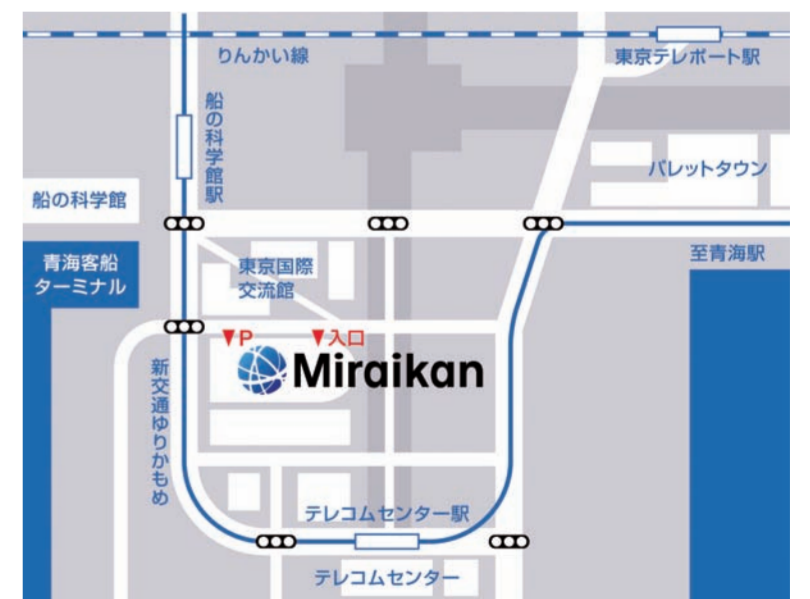 りんかい線
東京テレポート駅
船の科学館駅
パレットタウン
船の科学館
青海客船
ターミナル
東京国際
交流館
至青海駅
▼P
▼入口
Miraikan
新交通ゆりかもめ
テレコムセンター駅
テレコムセンター